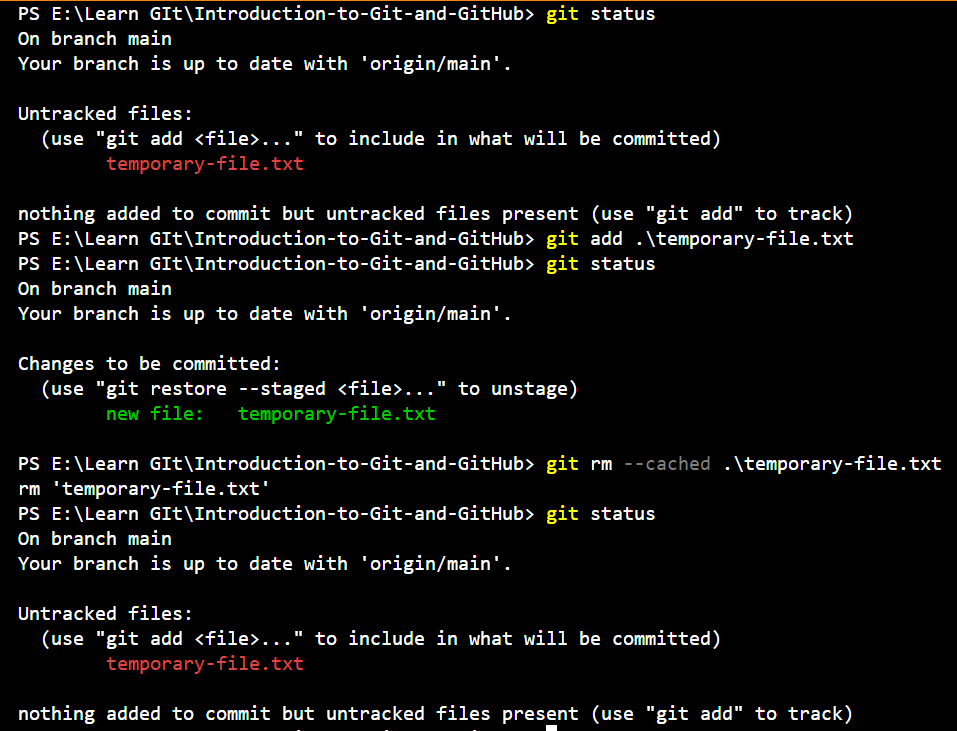 PS E:\Learn GIt\Introduction-to-Git-and-GitHub> git status
On branch main
Your branch is up to date with 'origin/main'.
Untracked files:
(use "git add <file>..." to include in what will be committed)
temporary-file.txt
nothing added to commit but untracked files present (use "git add" to track)
PS E:\Learn GIt\Introduction-to-Git-and-GitHub> git add .\temporary-file.txt
PS E:\Learn GIt\Introduction-to-Git-and-GitHub> git status
On branch main
Your branch is up to date with 'origin/main'.
Changes to be committed:
(use "git restore --staged <file>..." to unstage)
new file: temporary-file.txt
PS E:\Learn GIt\Introduction-to-Git-and-GitHub> git rm --cached .\temporary-file.txt
rm 'temporary-file.txt'
PS E:\Learn GIt\Introduction-to-Git-and-GitHub> git status
On branch main
Your branch is up to date with 'origin/main'.
Untracked files:
(use "git add <file>..." to include in what will be committed)
temporary-file.txt
nothing added to commit but untracked files present (use "git add" to track)